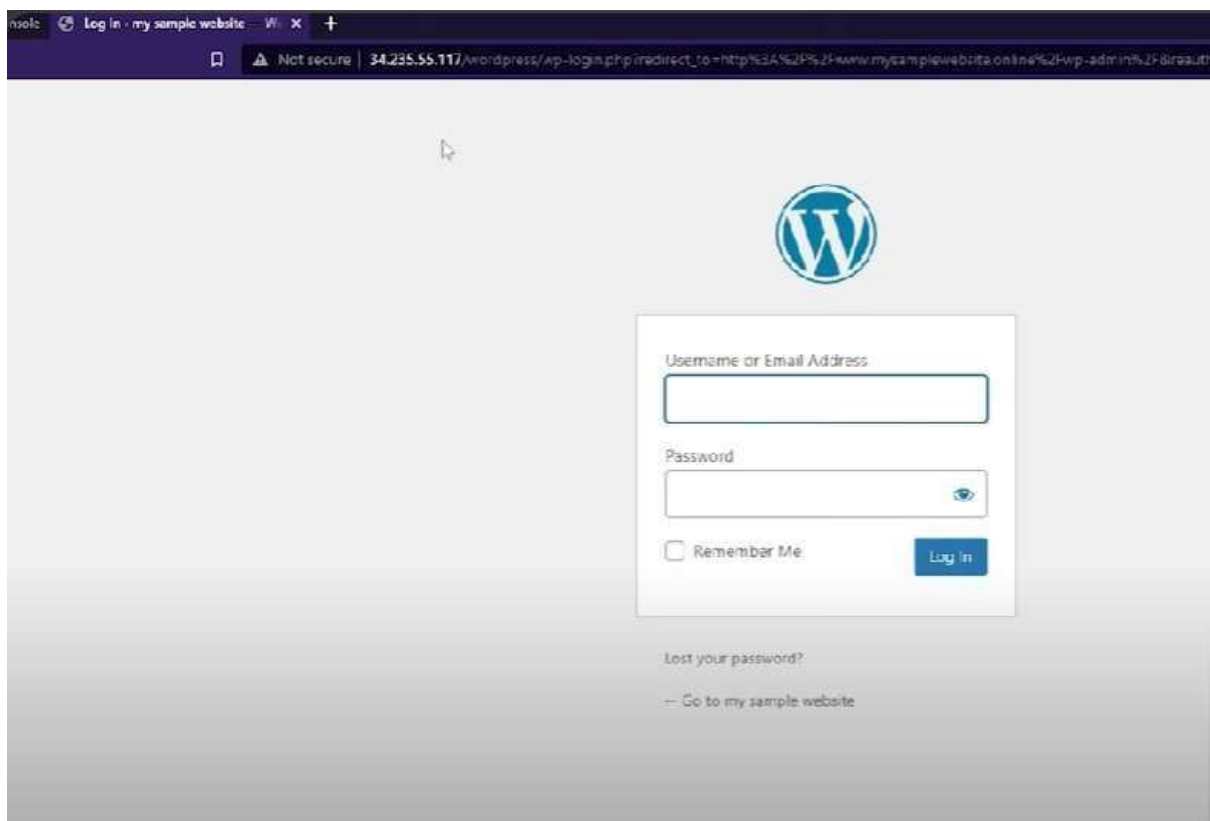 nsole Log In ‹ my sample website — W x +
Not secure | 34.235.55.117/wordpress/wp-login.php?redirect_to=http%3A%2F%2Fwww.mysamplewebsite.online%2Fwp-admin%2F&reauth
Username or Email Address
Password
Remember Me
Log In
Lost your password?
← Go to my sample website